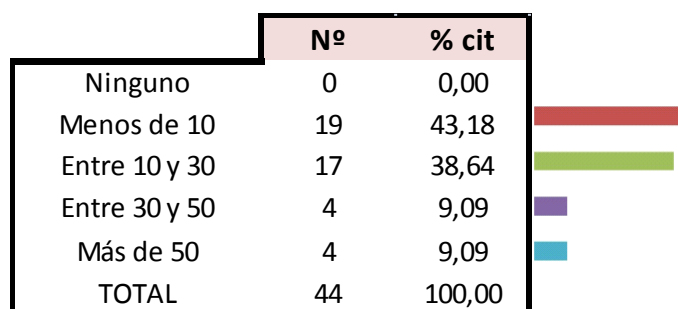 Nº % cit
Ninguno 0 0,00
Menos de 10 19 43,18
Entre 10 y 30 17 38,64
Entre 30 y 50 4 9,09
Más de 50 4 9,09
TOTAL 44 100,00